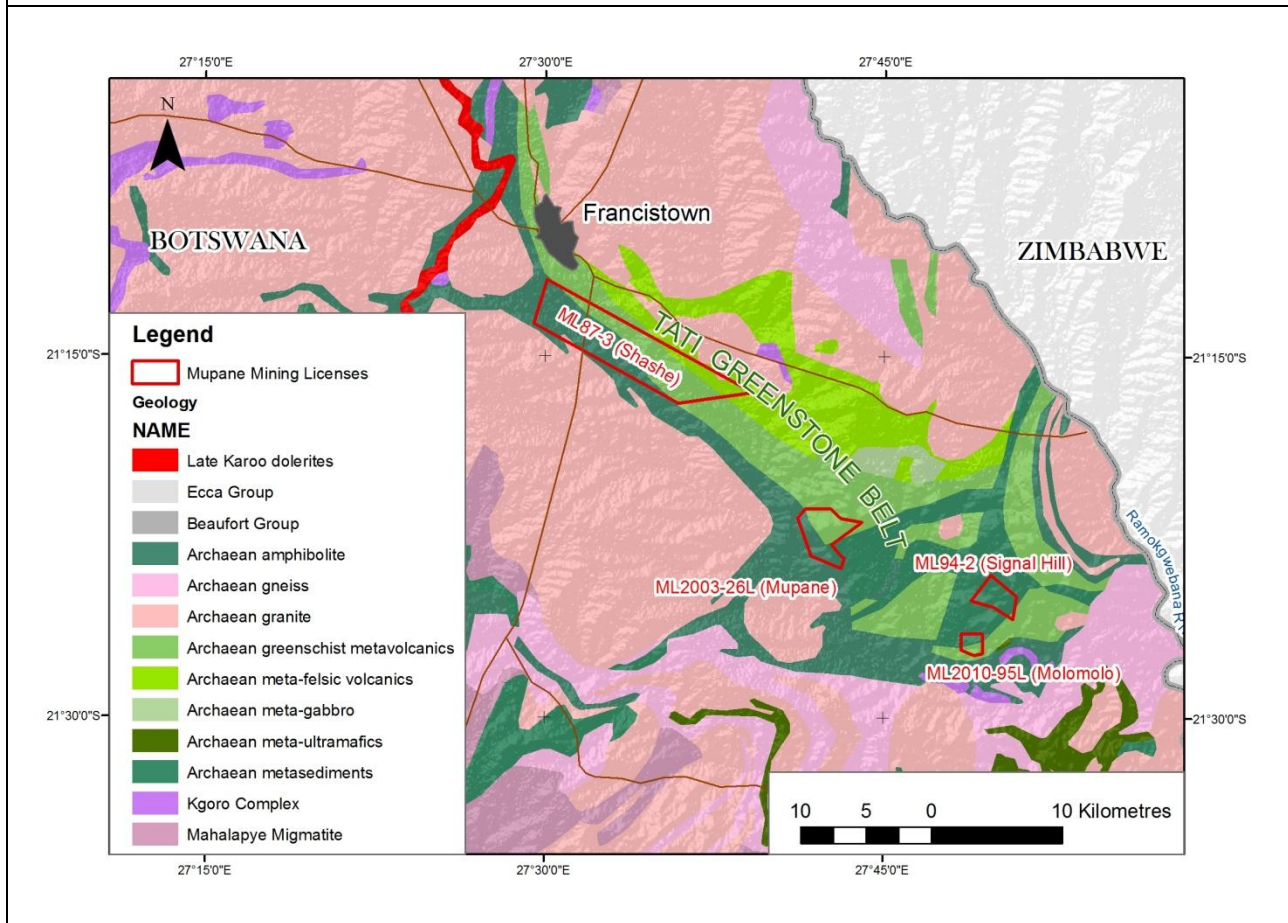 27°15'0"E
27°30'0"E
27°45'0"E
N
Francistown
BOTSWANA
ZIMBABWE
21°15'0"S
21°15'0"S
ML87-3 (Shashe)
TATI GREENSTONE BELT
ML2003-26L (Mupane)
ML94-2 (Signal Hill)
ML2010-95L (Molomolo)
Ramokgwebana
21°30'0"S
21°30'0"S
Legend
Mupane Mining Licenses
Geology
NAME
Late Karoo dolerites
Ecca Group
Beaufort Group
Archaean amphibolite
Archaean gneiss
Archaean granite
Archaean greenschist metavolcanics
Archaean meta-felsic volcanics
Archaean meta-gabbro
Archaean meta-ultramafics
Archaean metasediments
Kgoro Complex
Mahalapye Migmatite
10 5 0 10 Kilometres
27°15'0"E
27°30'0"E
27°45'0"E